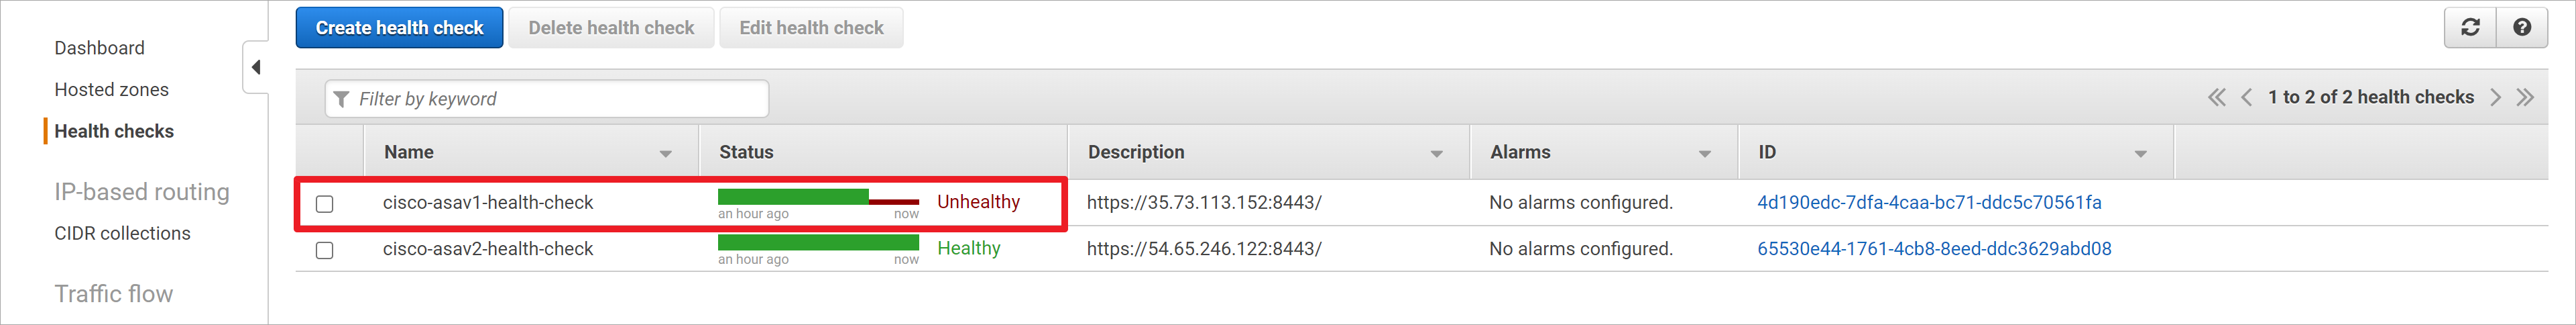 Dashboard
Hosted zones
Health checks
IP-based routing
CIDR collections
Traffic flow
Create health check
Delete health check
Edit health check
Filter by keyword
1 to 2 of 2 health checks
Name Status Description Alarms ID
cisco-asav1-health-check Unhealthy https://35.73.113.152:8443/ No alarms configured. 4d190edc-7dfa-4caa-bc71-ddc5c70561fa
an hour ago now
cisco-asav2-health-check Healthy https://54.65.246.122:8443/ No alarms configured. 65530e44-1761-4cb8-8eed-ddc3629abd08
an hour ago now